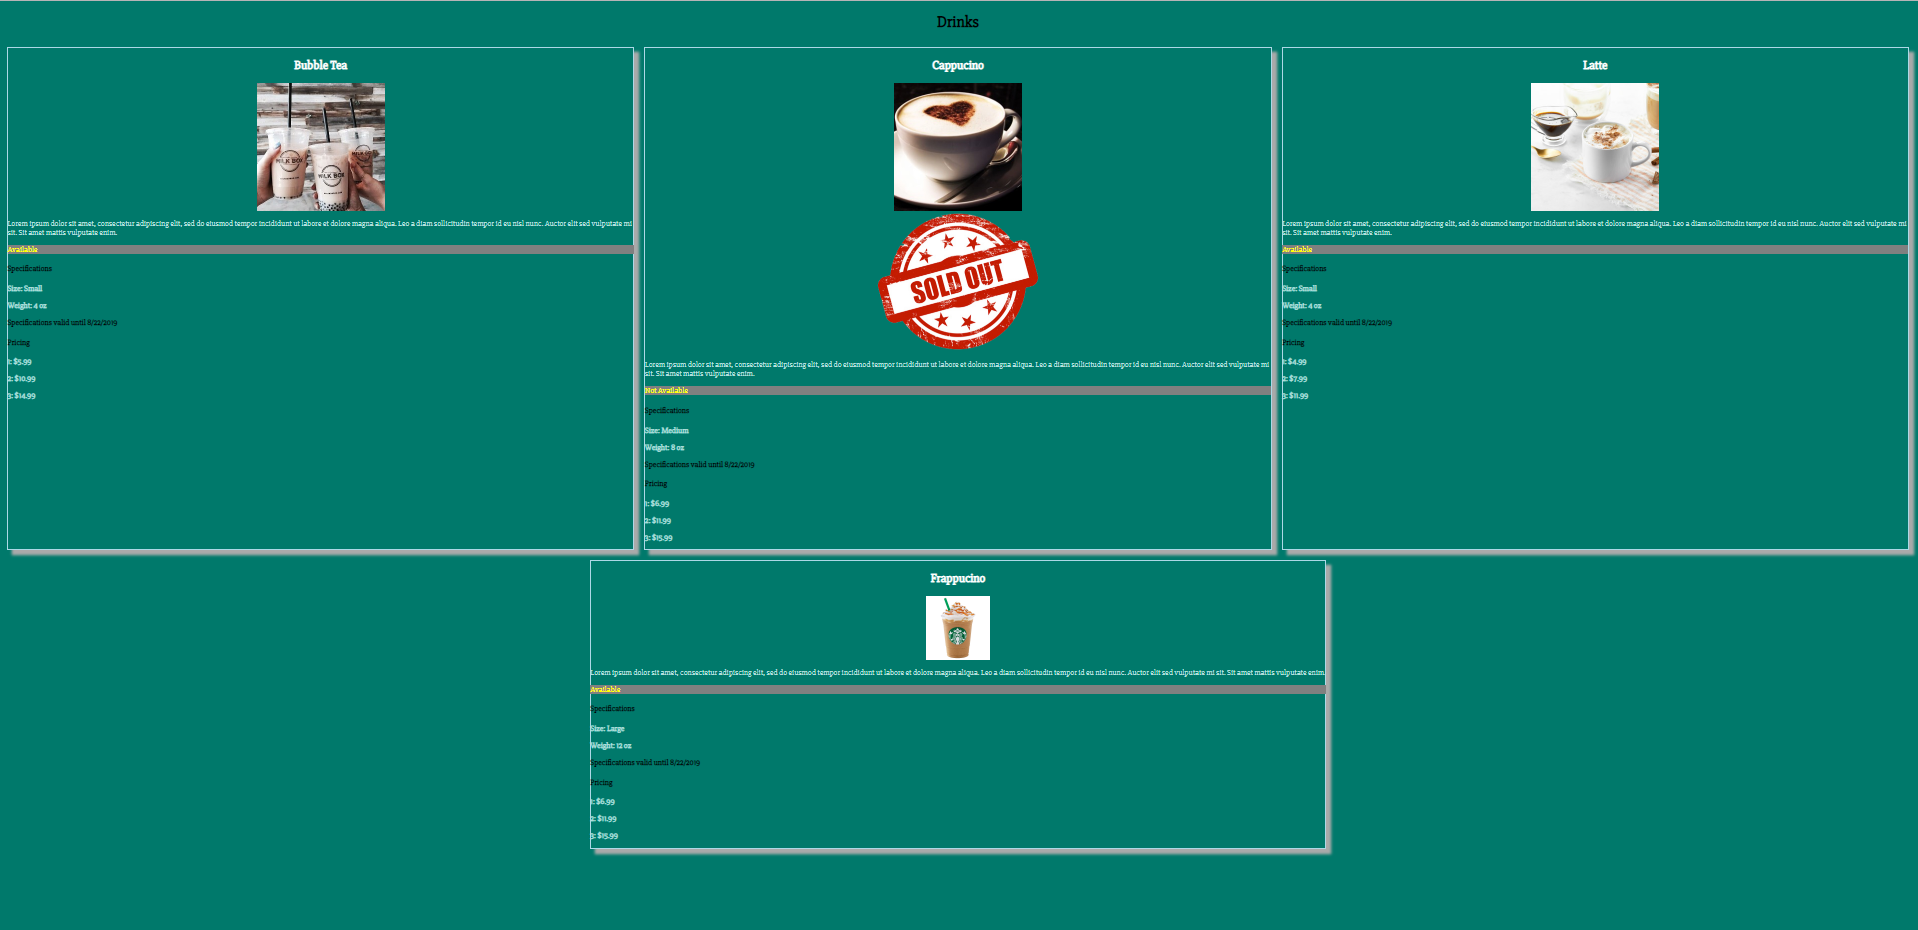 Drinks
Bubble Tea
MILK BOX
MILK BOX
MILK BOX
Lorem ipsum dolor sit amet, consectetur adipiscing elit, sed do eiusmod tempor incididunt ut labore et dolore magna aliqua. Leo a diam sollicitudin tempor id eu nisl nunc. Auctor elit sed vulputate mi
sit. Sit amet mattis vulputate enim.
Available
Specifications
Size: Small
Weight: 4 oz
Specifications valid until 8/22/2019
Pricing
1: $5.99
2: $10.99
3: $14.99
Cappucino
SOLD OUT
Lorem ipsum dolor sit amet, consectetur adipiscing elit, sed do eiusmod tempor incididunt ut labore et dolore magna aliqua. Leo a diam sollicitudin tempor id eu nisl nunc. Auctor elit sed vulputate mi
sit. Sit amet mattis vulputate enim.
Not Available
Specifications
Size: Medium
Weight: 8 oz
Specifications valid until 8/22/2019
Pricing
1: $6.99
2: $11.99
3: $15.99
Latte
Lorem ipsum dolor sit amet, consectetur adipiscing elit, sed do eiusmod tempor incididunt ut labore et dolore magna aliqua. Leo a diam sollicitudin tempor id eu nisl nunc. Auctor elit sed vulputate mi
sit. Sit amet mattis vulputate enim.
Available
Specifications
Size: Small
Weight: 4 oz
Specifications valid until 8/22/2019
Pricing
1: $4.99
2: $7.99
3: $11.99
Frappucino
Lorem ipsum dolor sit amet, consectetur adipiscing elit, sed do eiusmod tempor incididunt ut labore et dolore magna aliqua. Leo a diam sollicitudin tempor id eu nisl nunc. Auctor elit sed vulputate mi sit. Sit amet mattis vulputate enim.
Available
Specifications
Size: Large
Weight: 12 oz
Specifications valid until 8/22/2019
Pricing
1: $6.99
2: $11.99
3: $15.99